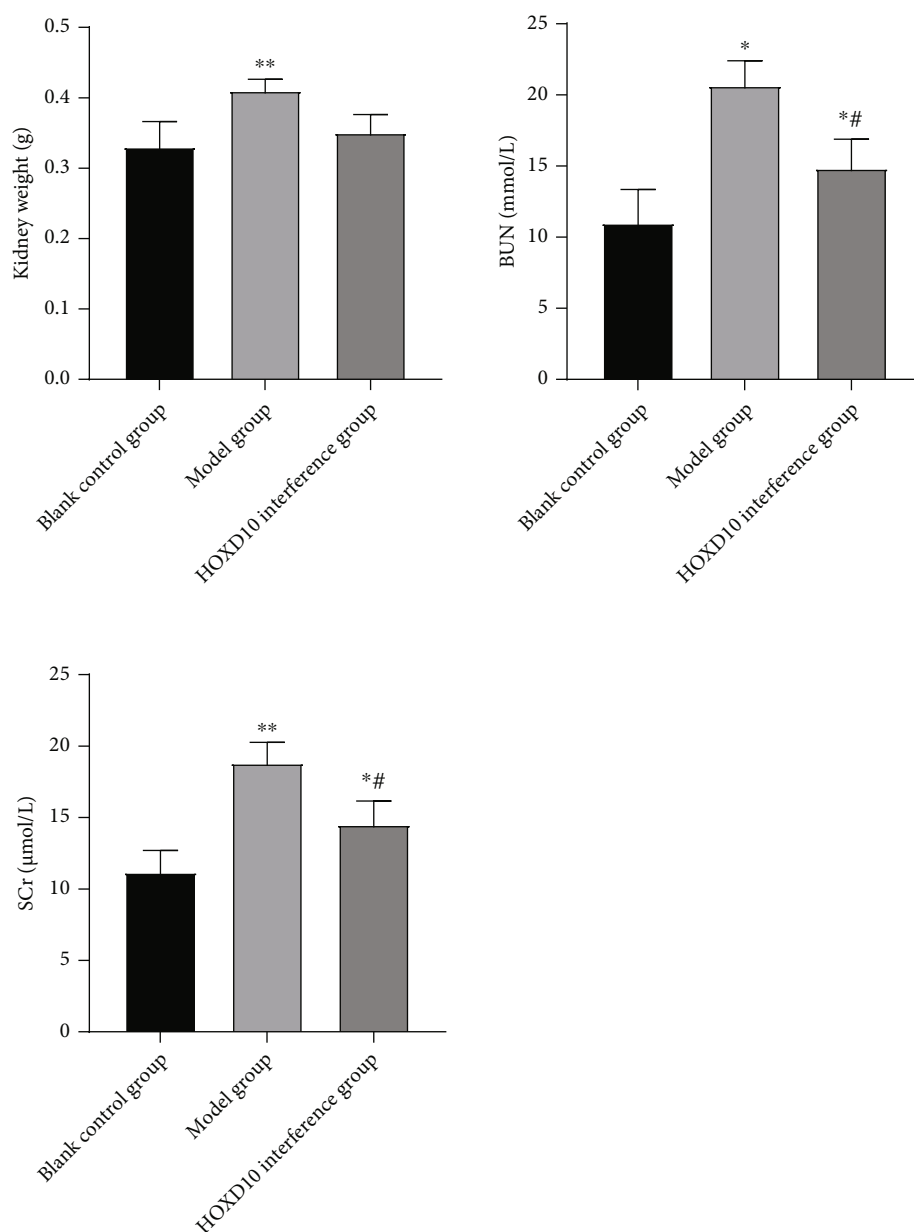 Kidney weight (g)
0.5
0.4
0.3
0.2
0.1
0.0
**
Blank control group
Model group
HOXD10 interference group
BUN (mmol/L)
25
20
15
10
5
0
*
*#
Blank control group
Model group
HOXD10 interference group
SCr (μmol/L)
25
20
15
10
5
0
**
*#
Blank control group
Model group
HOXD10 interference group